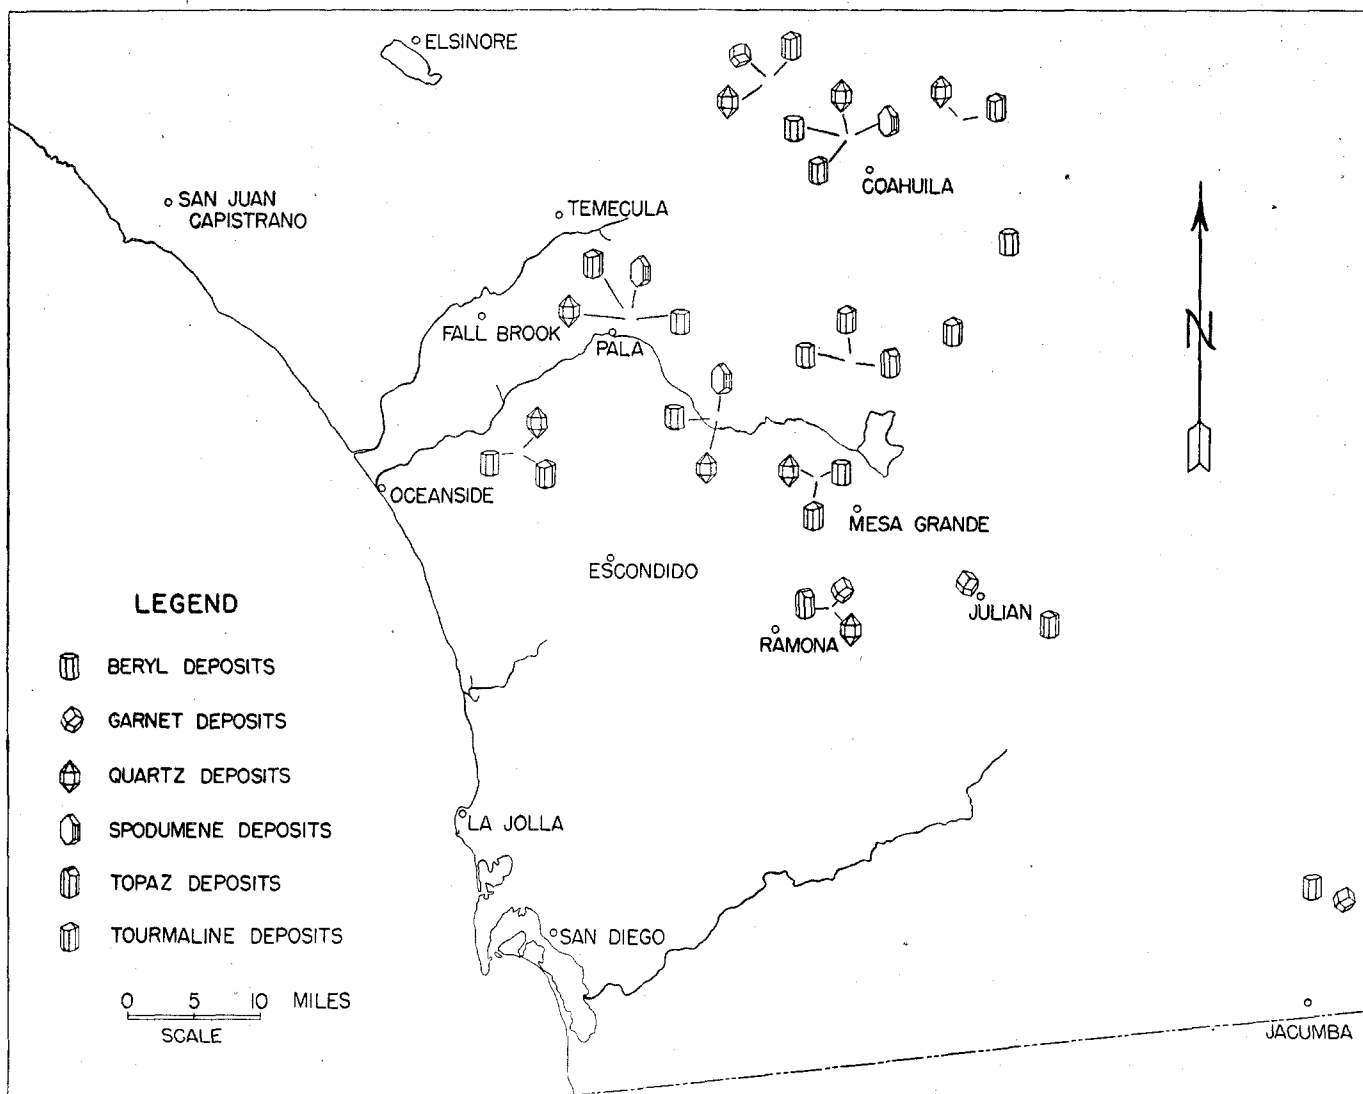 ELSINORE
SAN JUAN
CAPISTRANO
TEMECULA
COAHUILA
FALL BROOK
PALA
N
OCEANSIDE
MESA GRANDE
ESCONDIDO
JULIAN
RAMONA
LEGEND
BERYL DEPOSITS
GARNET DEPOSITS
QUARTZ DEPOSITS
SPODUMENE DEPOSITS
TOPAZ DEPOSITS
TOURMALINE DEPOSITS
LA JOLLA
SAN DIEGO
0 5 10 MILES
SCALE
JACUMBA